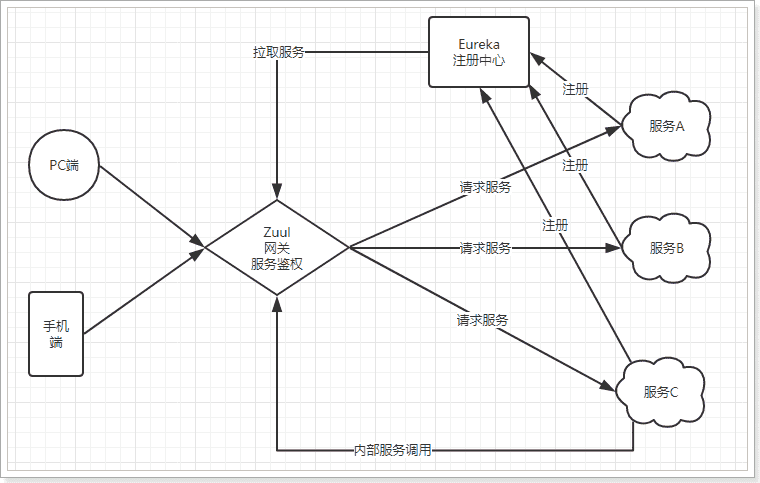 Eureka
注册中心
拉取服务
注册
服务A
PC端
注册
请求服务
注册
Zuul
网关
服务鉴权
请求服务
服务B
手机
端
请求服务
服务C
内部服务调用